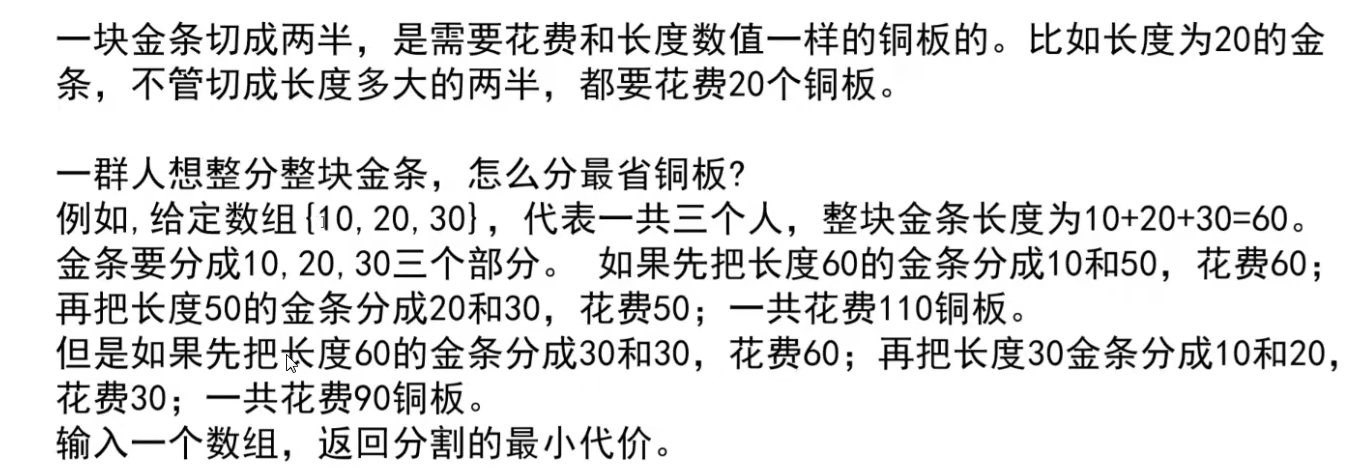 一块金条切成两半，是需要花费和长度数值一样的铜板的。比如长度为20的金
条，不管切成长度多大的两半，都要花费20个铜板。
一群人想整分整块金条，怎么分最省铜板?
例如,给定数组{10,20,30}，代表一共三个人，整块金条长度为10+20+30=60。
金条要分成10,20,30三个部分。 如果先把长度60的金条分成10和50，花费60；
再把长度50的金条分成20和30，花费50；一共花费110铜板。
但是如果先把长度60的金条分成30和30，花费60；再把长度30金条分成10和20，
花费30；一共花费90铜板。
输入一个数组，返回分割的最小代价。